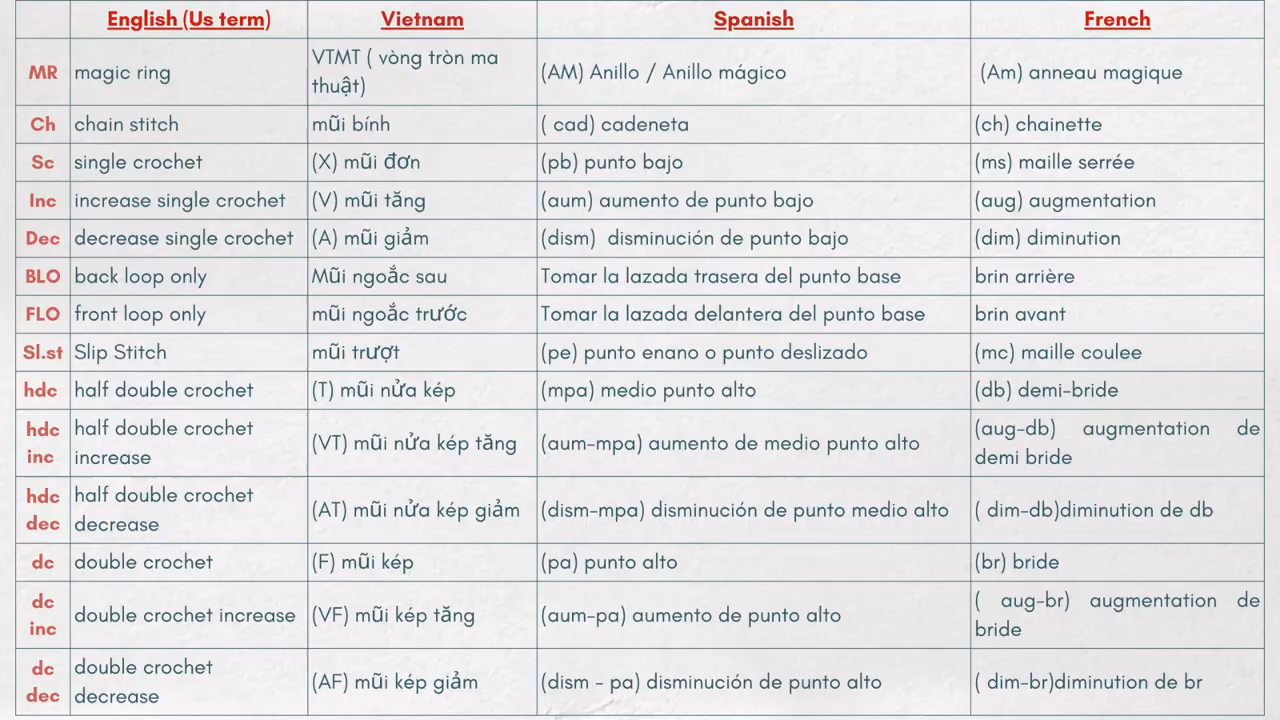 English (Us term) Vietnam Spanish French
MR magic ring VTMT ( vòng tròn ma thuật) (AM) Anillo / Anillo mágico (Am) anneau magique
Ch chain stitch mũi bính ( cad) cadeneta (ch) chainette
Sc single crochet (X) mũi đơn (pb) punto bajo (ms) maille serrée
Inc increase single crochet (V) mũi tăng (aum) aumento de punto bajo (aug) augmentation
Dec decrease single crochet (A) mũi giảm (dism) disminución de punto bajo (dim) diminution
BLO back loop only Mũi ngoắc sau Tomar la lazada trasera del punto base brin arrière
FLO front loop only mũi ngoắc trước Tomar la lazada delantera del punto base brin avant
Sl.st Slip Stitch mũi trượt (pe) punto enano o punto deslizado (mc) maille coulee
hdc half double crochet (T) mũi nửa kép (mpa) medio punto alto (db) demi-bride
hdc inc half double crochet increase (VT) mũi nửa kép tăng (aum-mpa) aumento de medio punto alto (aug-db) augmentation de demi bride
hdc dec half double crochet decrease (AT) mũi nửa kép giảm (dism-mpa) disminución de punto medio alto ( dim-db)diminution de db
dc double crochet (F) mũi kép (pa) punto alto (br) bride
dc inc double crochet increase (VF) mũi kép tăng (aum-pa) aumento de punto alto ( aug-br) augmentation de bride
dc dec double crochet decrease (AF) mũi kép giảm (dism - pa) disminución de punto alto ( dim-br)diminution de br